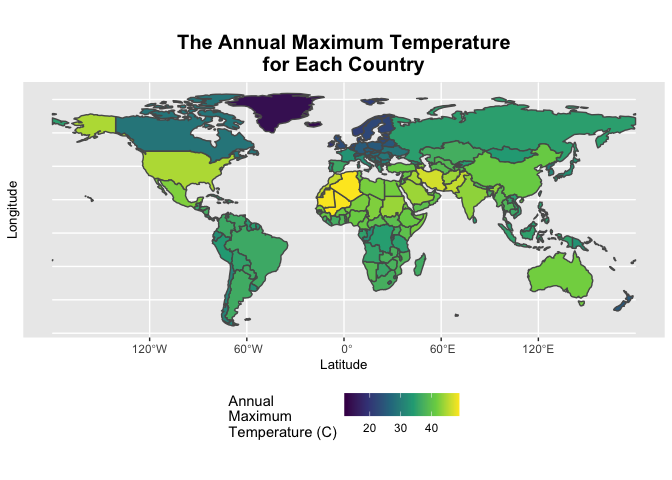 The Annual Maximum Temperature
for Each Country
Longitude
120°W 60°W 0° 60°E 120°E
Latitude
Annual
Maximum
Temperature (C)
20 30 40